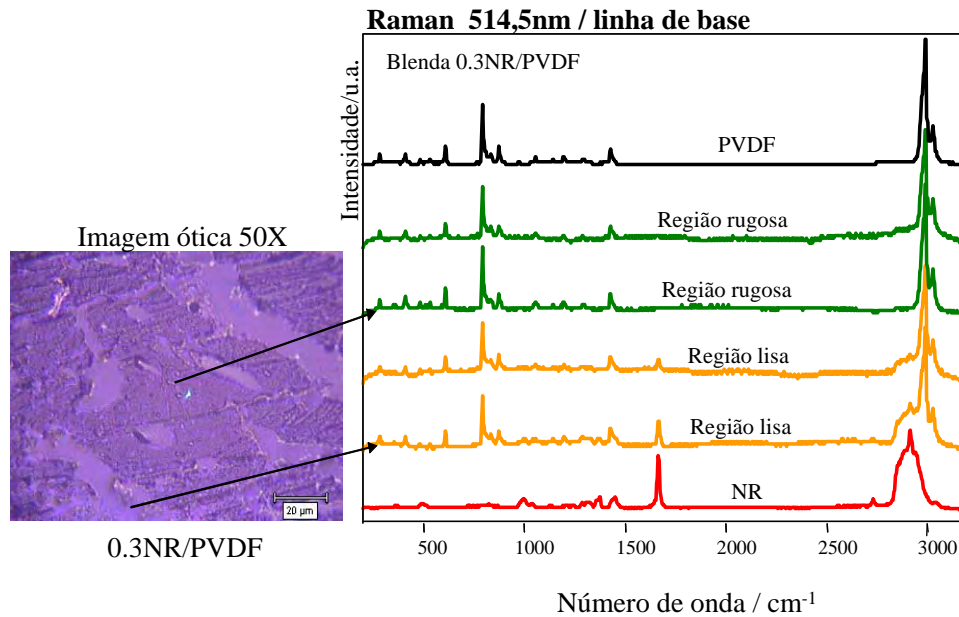 Raman 514,5nm / linha de base
Blenda 0.3NR/PVDF
Intensidade/u.a.
PVDF
Região rugosa
Região rugosa
Região lisa
Região lisa
NR
500 1000 1500 2000 2500 3000
Número de onda / cm-1
Imagem ótica 50X
20 µm
0.3NR/PVDF